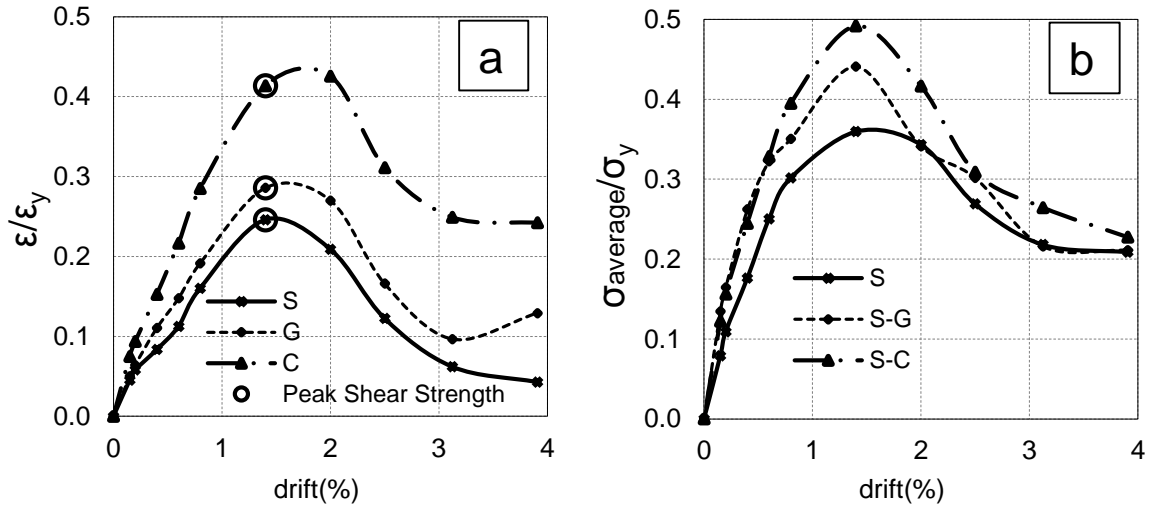 a
ε/εy
0.5
0.4
0.3
0.2
0.1
0.0
S
G
C
Peak Shear Strength
0 1 2 3 4
drift(%)
b
σaverage/σy
0.5
0.4
0.3
0.2
0.1
0.0
S
S-G
S-C
0 1 2 3 4
drift(%)